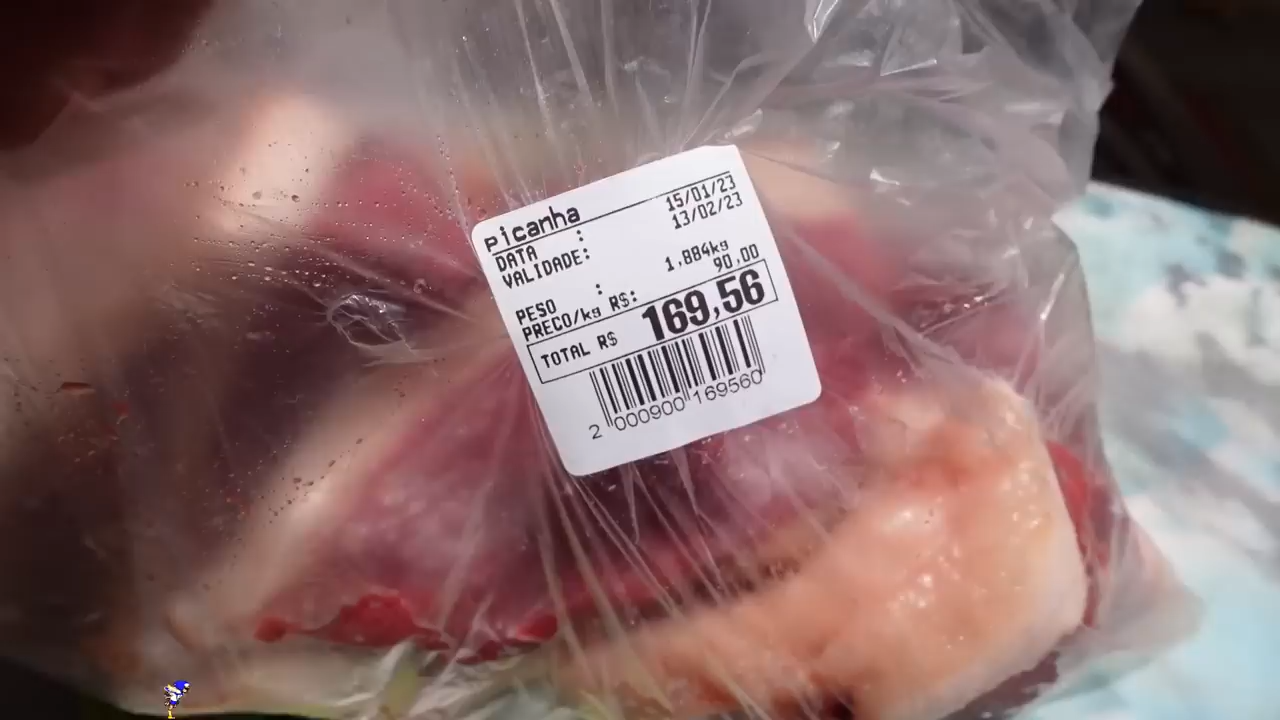 picanha
DATA : 15/01/23
VALIDADE: 13/02/23
PESO : 1,884kg
PRECO/kg R$: 90,00
TOTAL R$ 169,56
2 000900 169560